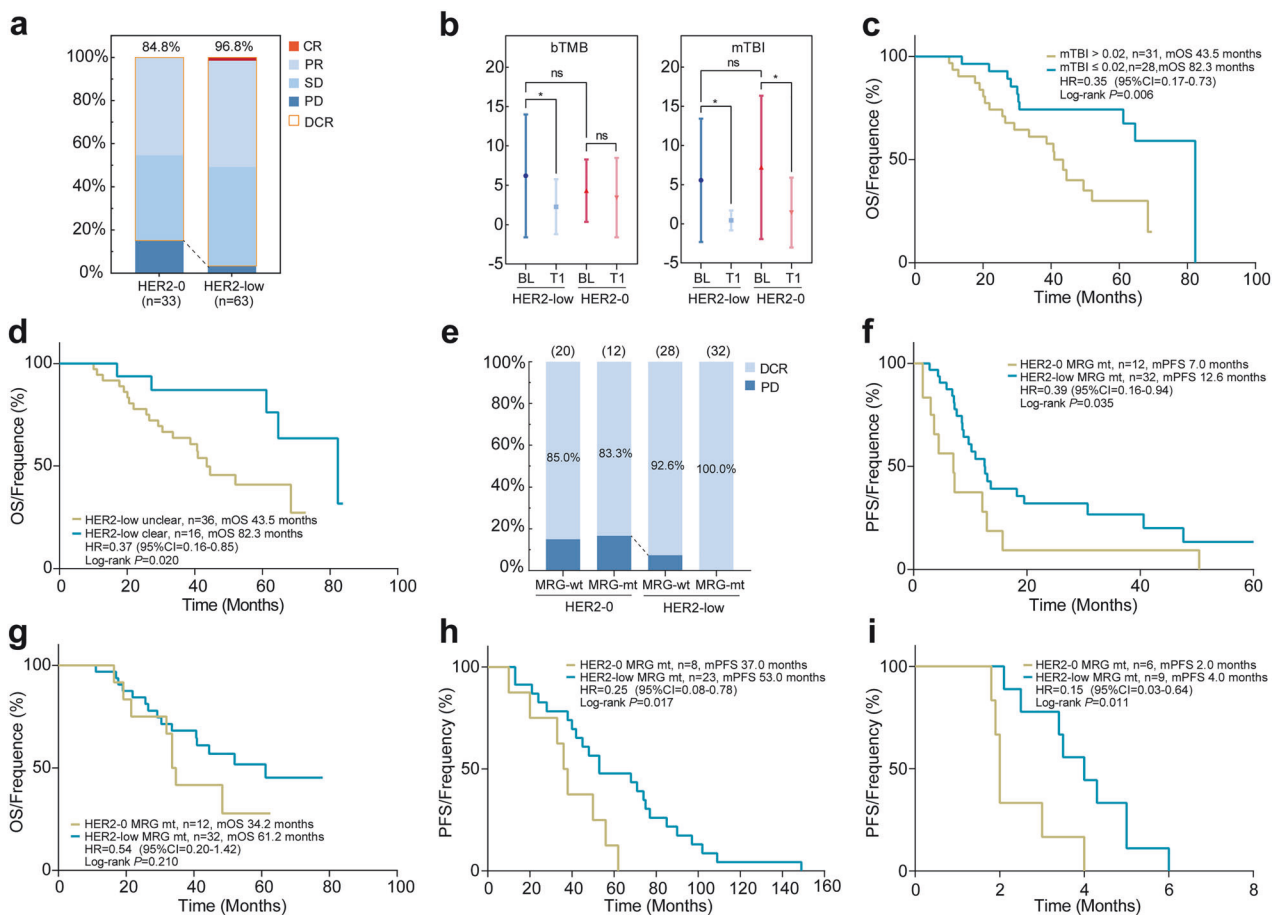 a
84.8%
96.8%
100%
80%
60%
40%
20%
0%
HER2-0
(n=33)
HER2-low
(n=63)
CR
PR
SD
PD
DCR
b
bTMB
mTBI
20
15
10
5
0
-5
ns
*
ns
BL
T1
BL
T1
HER2-low
HER2-0
20
15
10
5
0
-5
ns
*
*
BL
T1
BL
T1
HER2-low
HER2-0
c
OS/Frequence (%)
100
50
0
0
20
40
60
80
100
Time (Months)
mTBI > 0.02, n=31, mOS 43.5 months
mTBI ≤ 0.02,n=28,mOS 82.3 months
HR=0.35 (95%CI=0.17-0.73)
Log-rank P=0.006
d
OS/Frequence (%)
100
50
0
0
20
40
60
80
100
Time (Months)
HER2-low unclear, n=36, mOS 43.5 months
HER2-low clear, n=16, mOS 82.3 months
HR=0.37 (95%CI=0.16-0.85)
Log-rank P=0.020
e
(20)
(12)
(28)
(32)
DCR
PD
100%
80%
60%
40%
20%
0%
85.0%
83.3%
92.6%
100.0%
MRG-wt
MRG-mt
MRG-wt
MRG-mt
HER2-0
HER2-low
f
PFS/Frequence (%)
100
50
0
0
20
40
60
Time (Months)
HER2-0 MRG mt, n=12, mPFS 7.0 months
HER2-low MRG mt, n=32, mPFS 12.6 months
HR=0.39 (95%CI=0.16-0.94)
Log-rank P=0.035
g
OS/Frequence (%)
100
50
0
0
20
40
60
80
100
Time (Months)
HER2-0 MRG mt, n=12, mOS 34.2 months
HER2-low MRG mt, n=32, mOS 61.2 months
HR=0.54 (95%CI=0.20-1.42)
Log-rank P=0.210
h
PFS/Frequency (%)
100
50
0
0
20
40
60
80
100
120
140
160
Time (Months)
HER2-0 MRG mt, n=8, mPFS 37.0 months
HER2-low MRG mt, n=23, mPFS 53.0 months
HR=0.25 (95%CI=0.08-0.78)
Log-rank P=0.017
i
PFS/Frequency (%)
100
50
0
2
4
6
8
Time (Months)
HER2-0 MRG mt, n=6, mPFS 2.0 months
HER2-low MRG mt, n=9, mPFS 4.0 months
HR=0.15 (95%CI=0.03-0.64)
Log-rank P=0.011